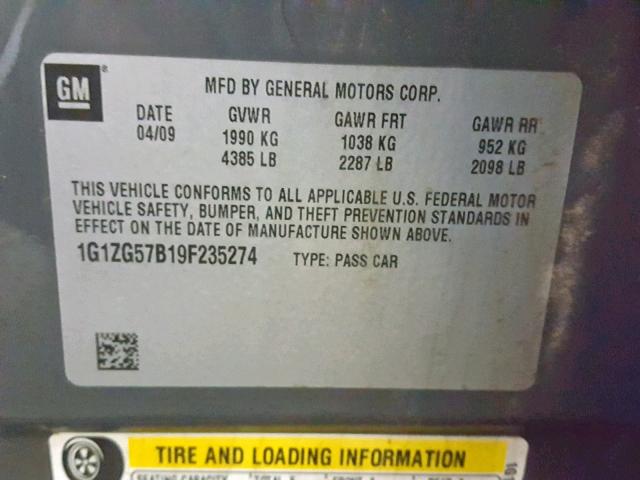 GM
MFD BY GENERAL MOTORS CORP.
DATE GVWR GAWR FRT GAWR RR
04/09 1990 KG 1038 KG 952 KG
4385 LB 2287 LB 2098 LB
THIS VEHICLE CONFORMS TO ALL APPLICABLE U.S. FEDERAL MOTOR
VEHICLE SAFETY, BUMPER, AND THEFT PREVENTION STANDARDS IN
EFFECT ON THE DATE OF MANUFACTURE SHOWN ABOVE.
1G1ZG57B19F235274 TYPE: PASS CAR
TIRE AND LOADING INFORMATION
SEATING CAPACITY TOTAL